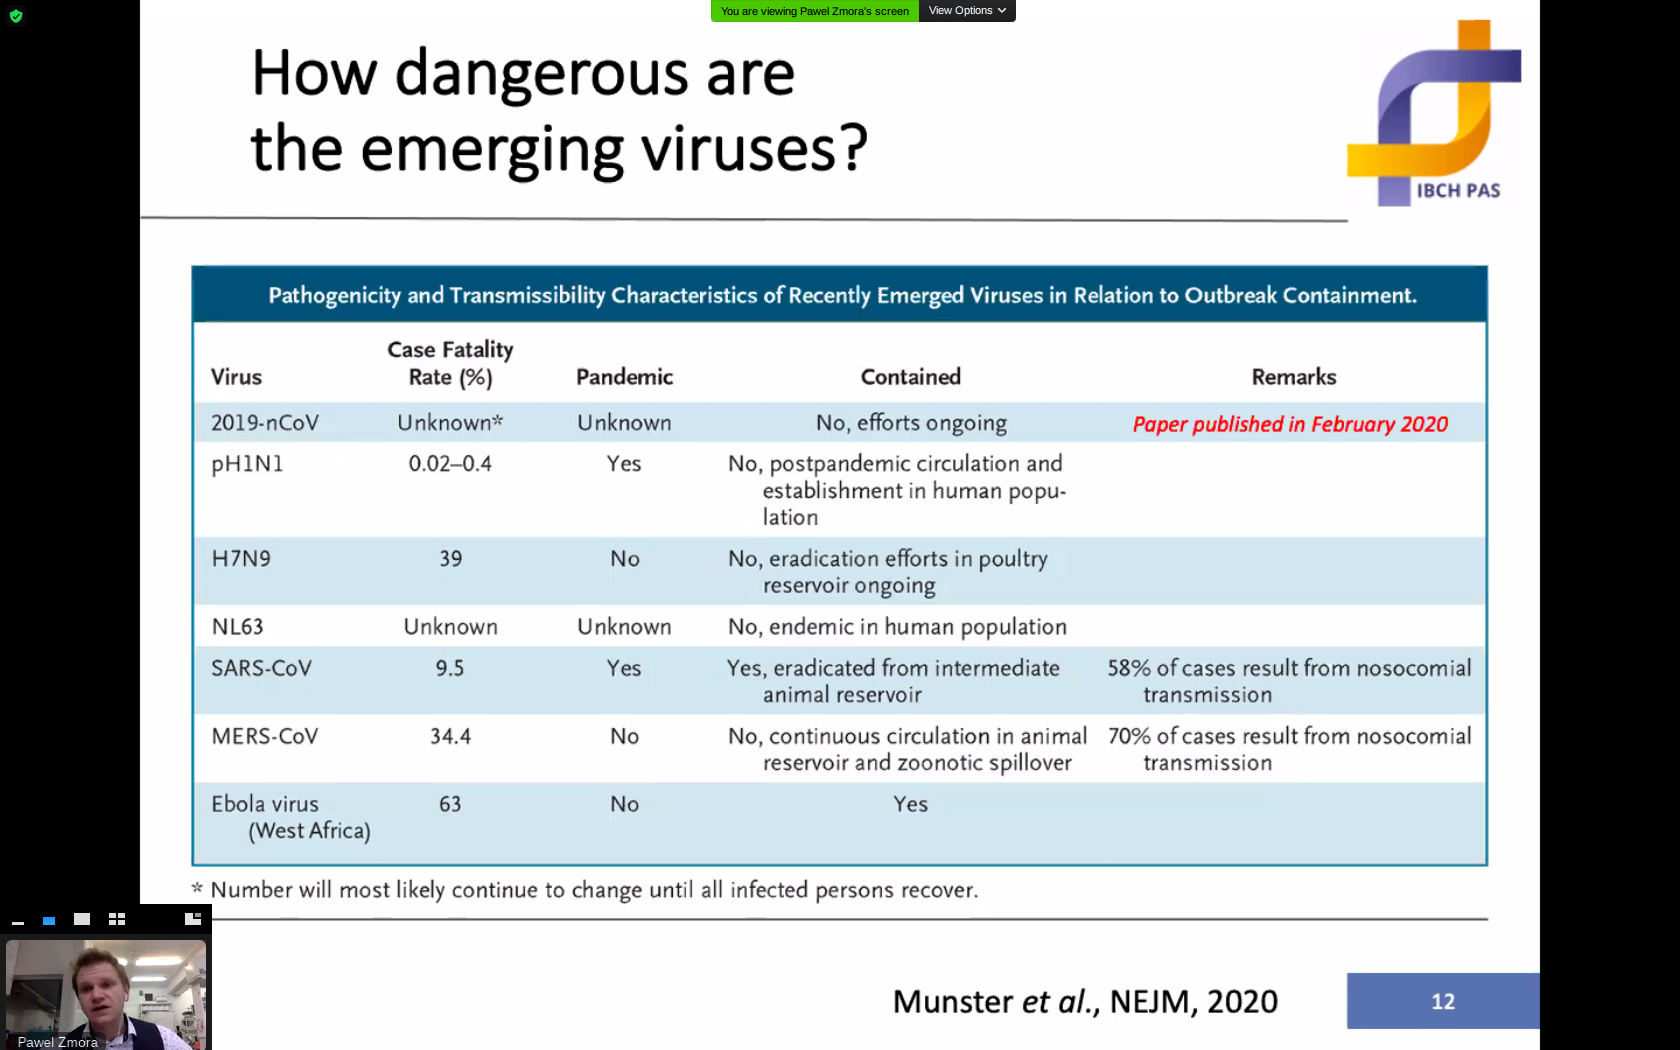 You are viewing Pawel Zmora's screen
View Options
How dangerous are
the emerging viruses?
IBCH PAS
Pathogenicity and Transmissibility Characteristics of Recently Emerged Viruses in Relation to Outbreak Containment.
Virus Case Fatality Rate (%) Pandemic Contained Remarks
2019-nCoV Unknown* Unknown No, efforts ongoing Paper published in February 2020
pH1N1 0.02–0.4 Yes No, postpandemic circulation and
establishment in human popu-
lation
H7N9 39 No No, eradication efforts in poultry
reservoir ongoing
NL63 Unknown Unknown No, endemic in human population
SARS-CoV 9.5 Yes Yes, eradicated from intermediate 58% of cases result from nosocomial
animal reservoir transmission
MERS-CoV 34.4 No No, continuous circulation in animal 70% of cases result from nosocomial
reservoir and zoonotic spillover transmission
Ebola virus 63 No Yes
(West Africa)
* Number will most likely continue to change until all infected persons recover.
Munster et al., NEJM, 2020
12
Pawel Zmora